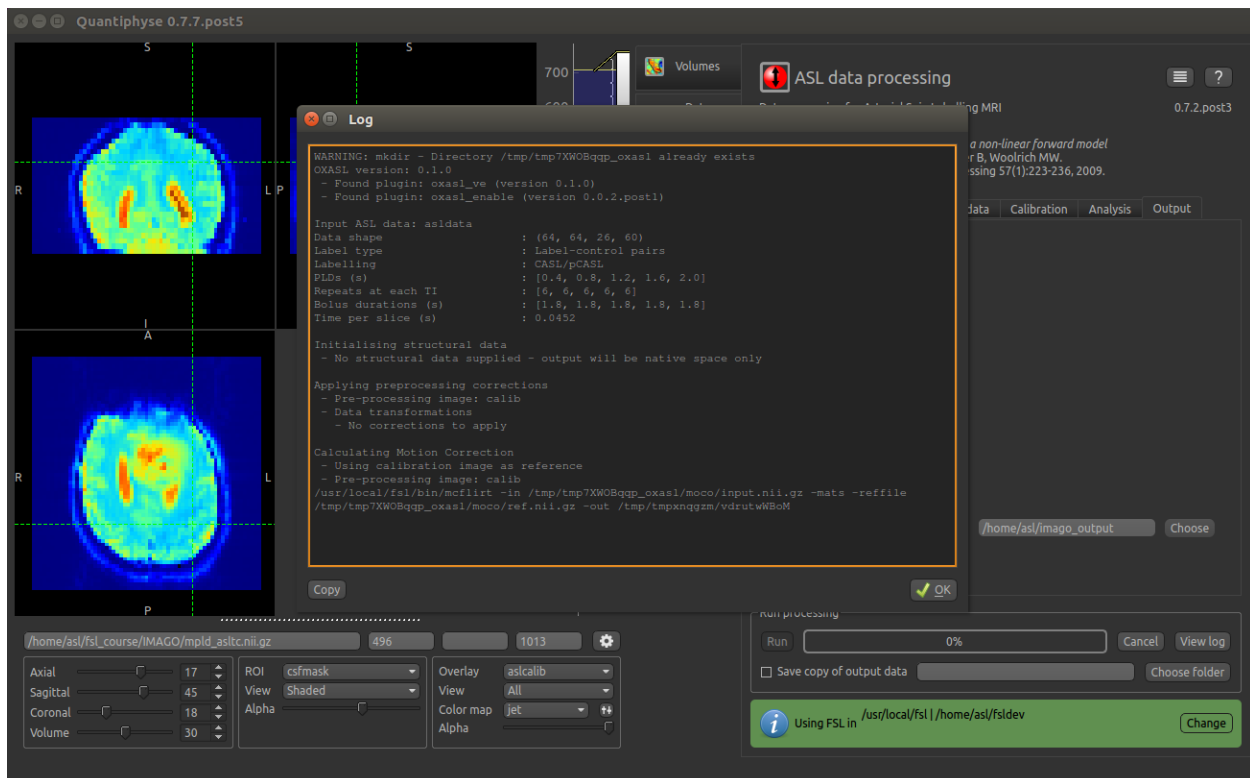 Quantiphyse 0.7.7.post5
S
S
R
L
P
I
A
R
L
P
700
Volumes
ASL data processing
?
ng MRI
0.7.2.post3
a non-linear forward model
r B, Woolrich MW.
ssing 57(1):223-236, 2009.
data Calibration Analysis Output
Log
WARNING: mkdir - Directory /tmp/tmp7XWOBqqp_oxasl already exists
OXASL version: 0.1.0
- Found plugin: oxasl_ve (version 0.1.0)
- Found plugin: oxasl_enable (version 0.0.2.post1)
Input ASL data: asldata
Data shape : (64, 64, 26, 60)
Label type : Label-control pairs
Labelling : CASL/pCASL
PLDs (s) : [0.4, 0.8, 1.2, 1.6, 2.0]
Repeats at each TI : [6, 6, 6, 6, 6]
Bolus durations (s) : [1.8, 1.8, 1.8, 1.8, 1.8]
Time per slice (s) : 0.0452
Initialising structural data
- No structural data supplied - output will be native space only
Applying preprocessing corrections
- Pre-processing image: calib
- Data transformations
- No corrections to apply
Calculating Motion Correction
- Using calibration image as reference
- Pre-processing image: calib
/usr/local/fsl/bin/mcflirt -in /tmp/tmp7XWOBqqp_oxasl/moco/input.nii.gz -mats -reffile
/tmp/tmp7XWOBqqp_oxasl/moco/ref.nii.gz -out /tmp/tmpxnqgzm/vdrutwWBoM
Copy
OK
/home/asl/imago_output Choose
/home/asl/fsl_course/IMAGO/mpld_asltc.nii.gz 496 1013
Axial 17
Sagittal 45
Coronal 18
Volume 30
ROI csfmask
View Shaded
Alpha
Overlay aslcalib
View All
Color map jet
Alpha
Run processing
Run 0% Cancel View log
Save copy of output data Choose folder
Using FSL in /usr/local/fsl | /home/asl/fsldev Change